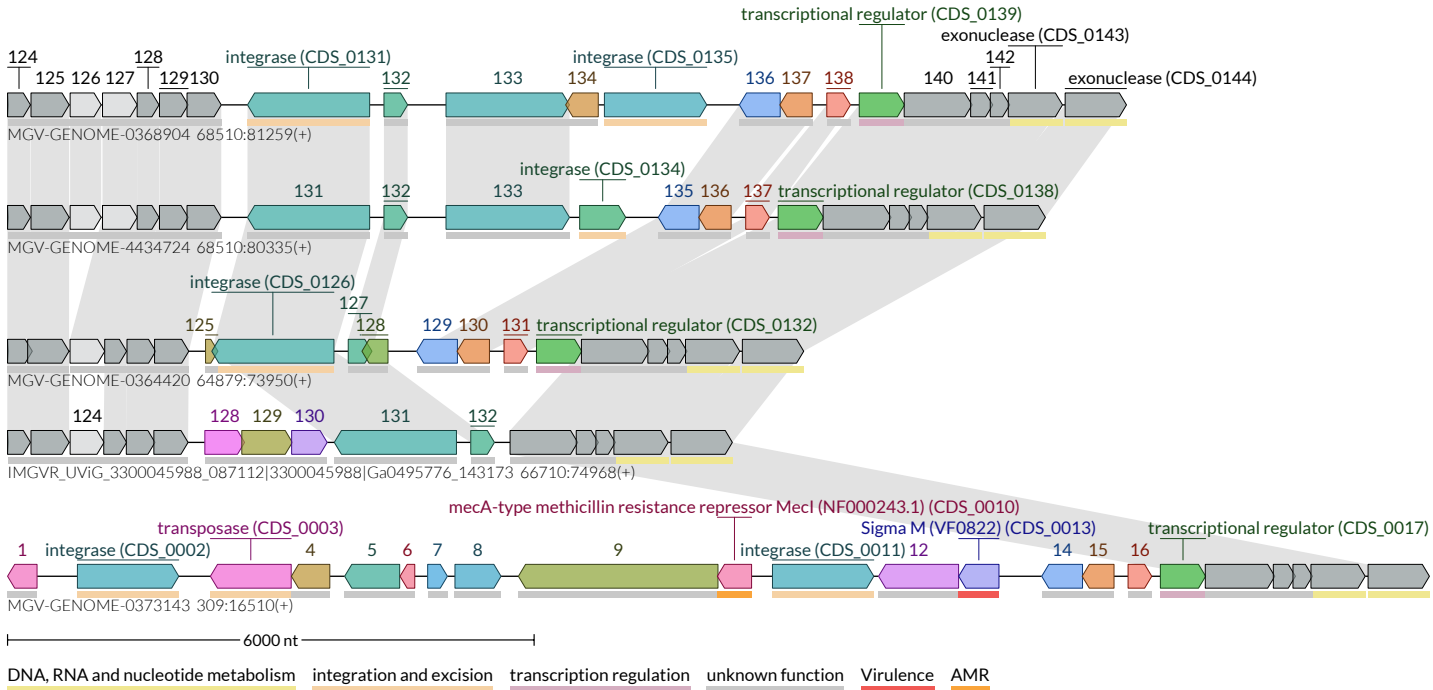 transcriptional regulator (CDS_0139)
exonuclease (CDS_0143)
124 128 integrase (CDS_0131) integrase (CDS_0135) 142
125 126 127 129 130 132 133 134 136 137 138 140 141 exonuclease (CDS_0144)
MGV-GENOME-0368904 68510:81259(+)
integrase (CDS_0134)
131 132 133 135 136 137 transcriptional regulator (CDS_0138)
MGV-GENOME-4434724 68510:80335(+)
integrase (CDS_0126)
127
125 128 129 130 131 transcriptional regulator (CDS_0132)
MGV-GENOME-0364420 64879:73950(+)
124 128 129 130 131 132
IMGVR_UViG_3300045988_087112|3300045988|Ga0495776_143173 66710:74968(+)
mecA-type methicillin resistance repressor MecI (NF000243.1) (CDS_0010)
transposase (CDS_0003) Sigma M (VF0822) (CDS_0013) transcriptional regulator (CDS_0017)
1 integrase (CDS_0002) 4 5 6 7 8 9 integrase (CDS_0011) 12 14 15 16
MGV-GENOME-0373143 309:16510(+)
6000 nt
DNA, RNA and nucleotide metabolism integration and excision transcription regulation unknown function Virulence AMR